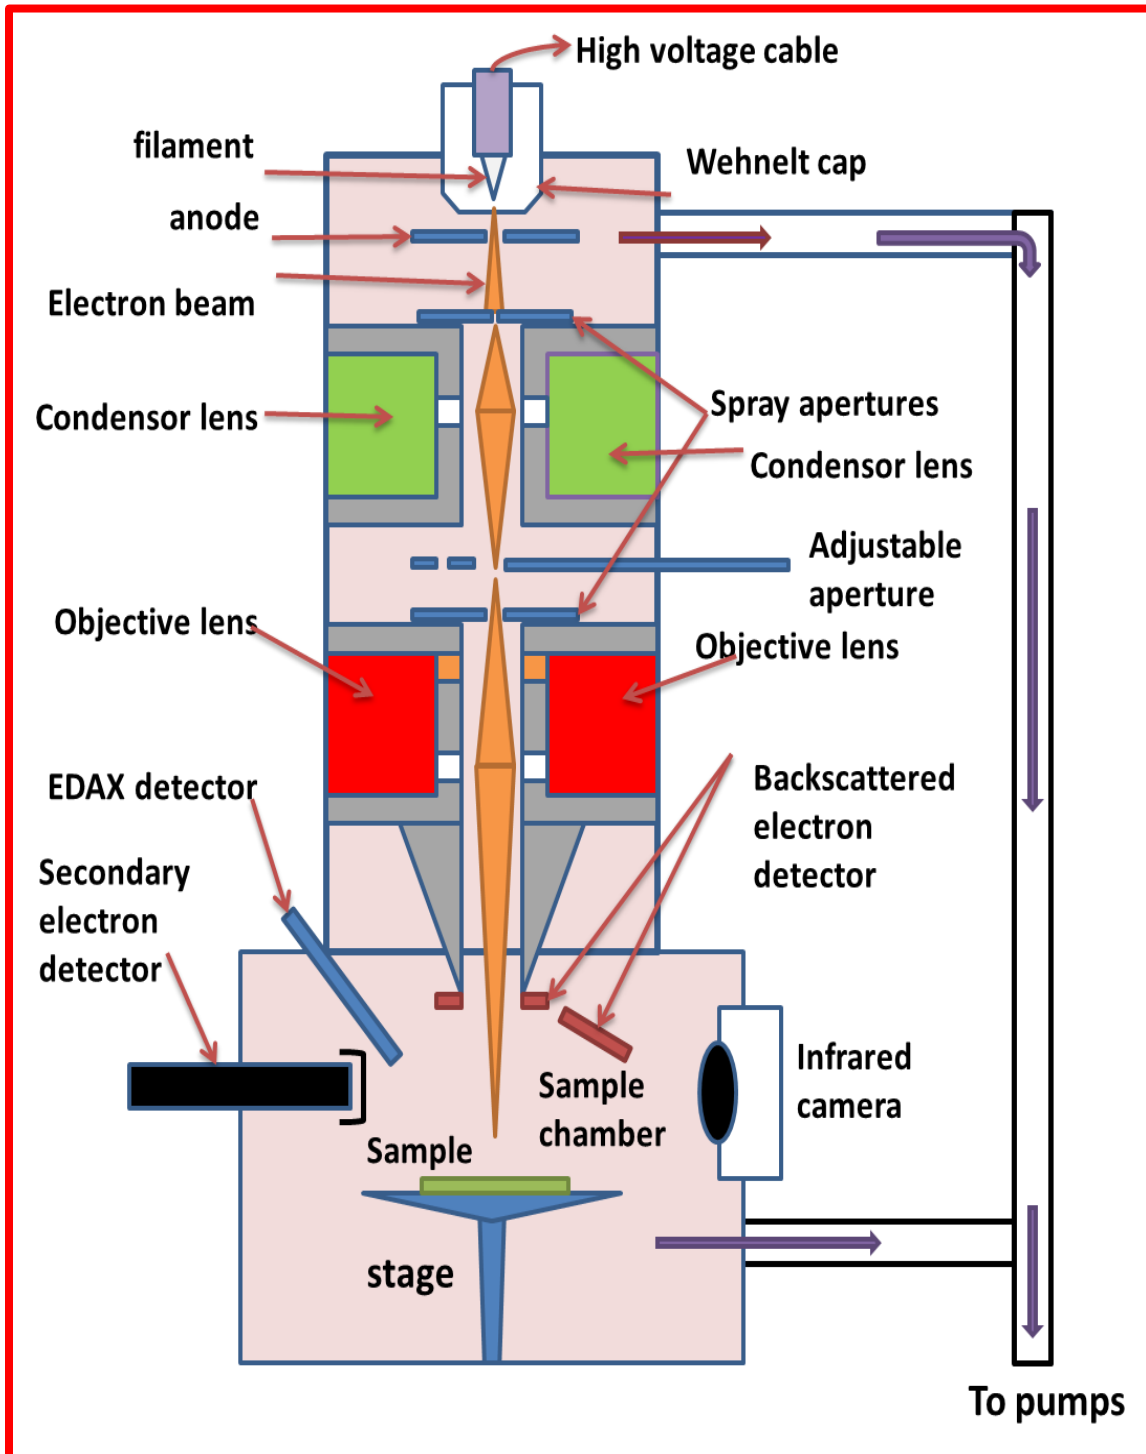 High voltage cable
filament
Wehnelt cap
anode
Electron beam
Condensor lens
Spray apertures
Condensor lens
Adjustable
aperture
Objective lens
Objective lens
EDAX detector
Backscattered
electron
detector
Secondary
electron
detector
Infrared
camera
Sample
chamber
Sample
stage
To pumps